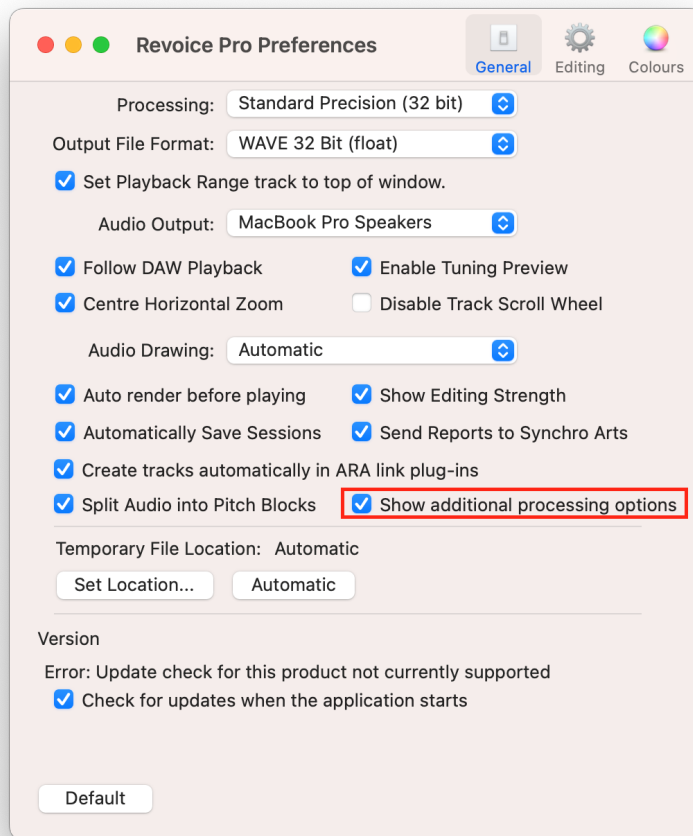 Revoice Pro Preferences
General Editing Colours
Processing: Standard Precision (32 bit)
Output File Format: WAVE 32 Bit (float)
Set Playback Range track to top of window.
Audio Output: MacBook Pro Speakers
Follow DAW Playback Enable Tuning Preview
Centre Horizontal Zoom Disable Track Scroll Wheel
Audio Drawing: Automatic
Auto render before playing Show Editing Strength
Automatically Save Sessions Send Reports to Synchro Arts
Create tracks automatically in ARA link plug-ins
Split Audio into Pitch Blocks Show additional processing options
Temporary File Location: Automatic
Set Location... Automatic
Version
Error: Update check for this product not currently supported
Check for updates when the application starts
Default